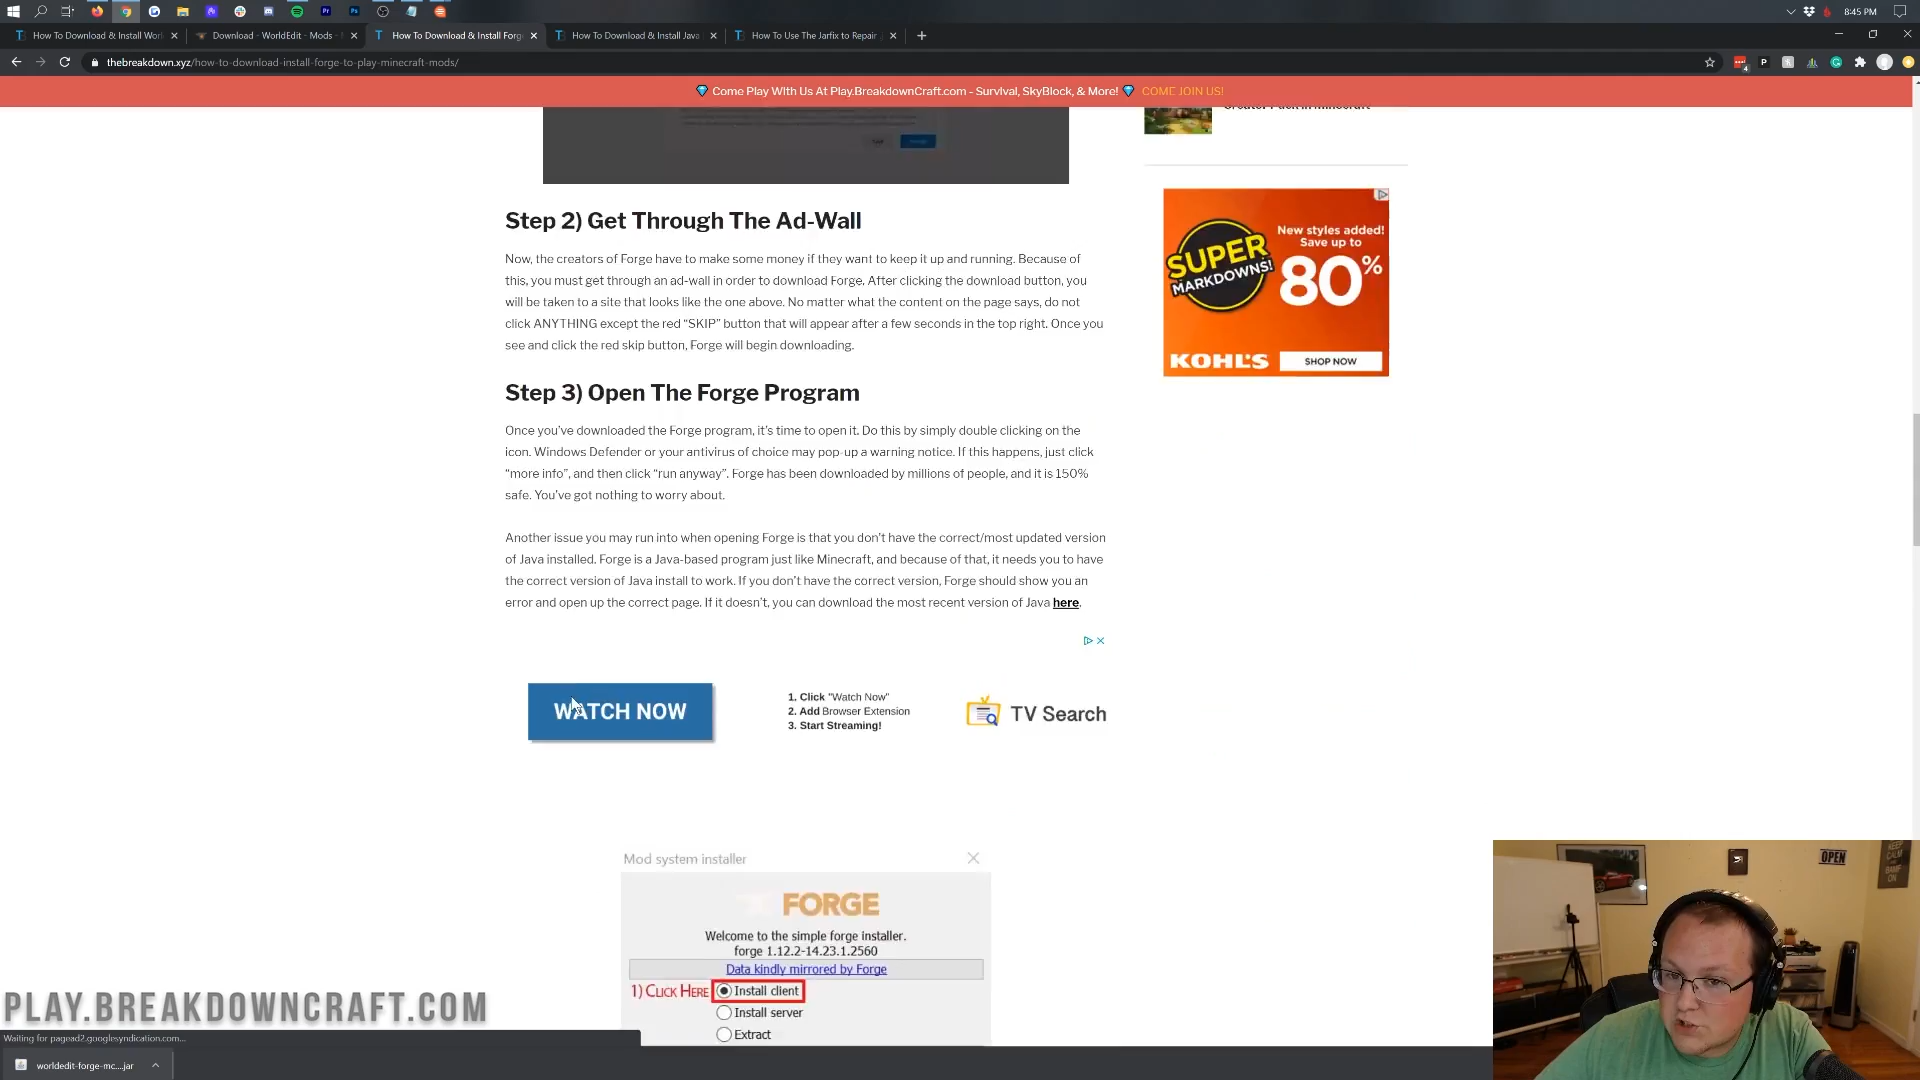 8:45 PM
How To Download & Install Worl
Download - WorldEdit - Mods -
How To Download & Install Forg
How To Download & Install Java
How To Use The Jarfix to Repair
thebreakdown.xyz/how-to-download-install-forge-to-play-minecraft-mods/
Come Play With Us At Play.BreakdownCraft.com - Survival, SkyBlock, & More! COME JOIN US!
Step 2) Get Through The Ad-Wall
Now, the creators of Forge have to make some money if they want to keep it up and running. Because of
this, you must get through an ad-wall in order to download Forge. After clicking the download button, you
will be taken to a site that looks like the one above. No matter what the content on the page says, do not
click ANYTHING except the red “SKIP” button that will appear after a few seconds in the top right. Once you
see and click the red skip button, Forge will begin downloading.
New styles added!
Save up to
SUPER
MARKDOWNS!
80%
KOHL'S
SHOP NOW
Step 3) Open The Forge Program
Once you've downloaded the Forge program, it's time to open it. Do this by simply double clicking on the
icon. Windows Defender or your antivirus of choice may pop-up a warning notice. If this happens, just click
“more info”, and then click “run anyway”. Forge has been downloaded by millions of people, and it is 150%
safe. You've got nothing to worry about.
Another issue you may run into when opening Forge is that you don't have the correct/most updated version
of Java installed. Forge is a Java-based program just like Minecraft, and because of that, it needs you to have
the correct version of Java install to work. If you don't have the correct version, Forge should show you an
error and open up the correct page. If it doesn't, you can download the most recent version of Java here.
WATCH NOW
1. Click "Watch Now"
2. Add Browser Extension
3. Start Streaming!
TV Search
Mod system installer
FORGE
Welcome to the simple forge installer.
forge 1.12.2-14.23.1.2560
Data kindly mirrored by Forge
1) CLICK HERE Install client
Install server
Extract
OPEN
KEEP
CALM
AND
BAMF
ON
PLAY.BREAKDOWNCRAFT.COM
Waiting for pagead2.googlesyndication.com...
worldedit-forge-mc....jar